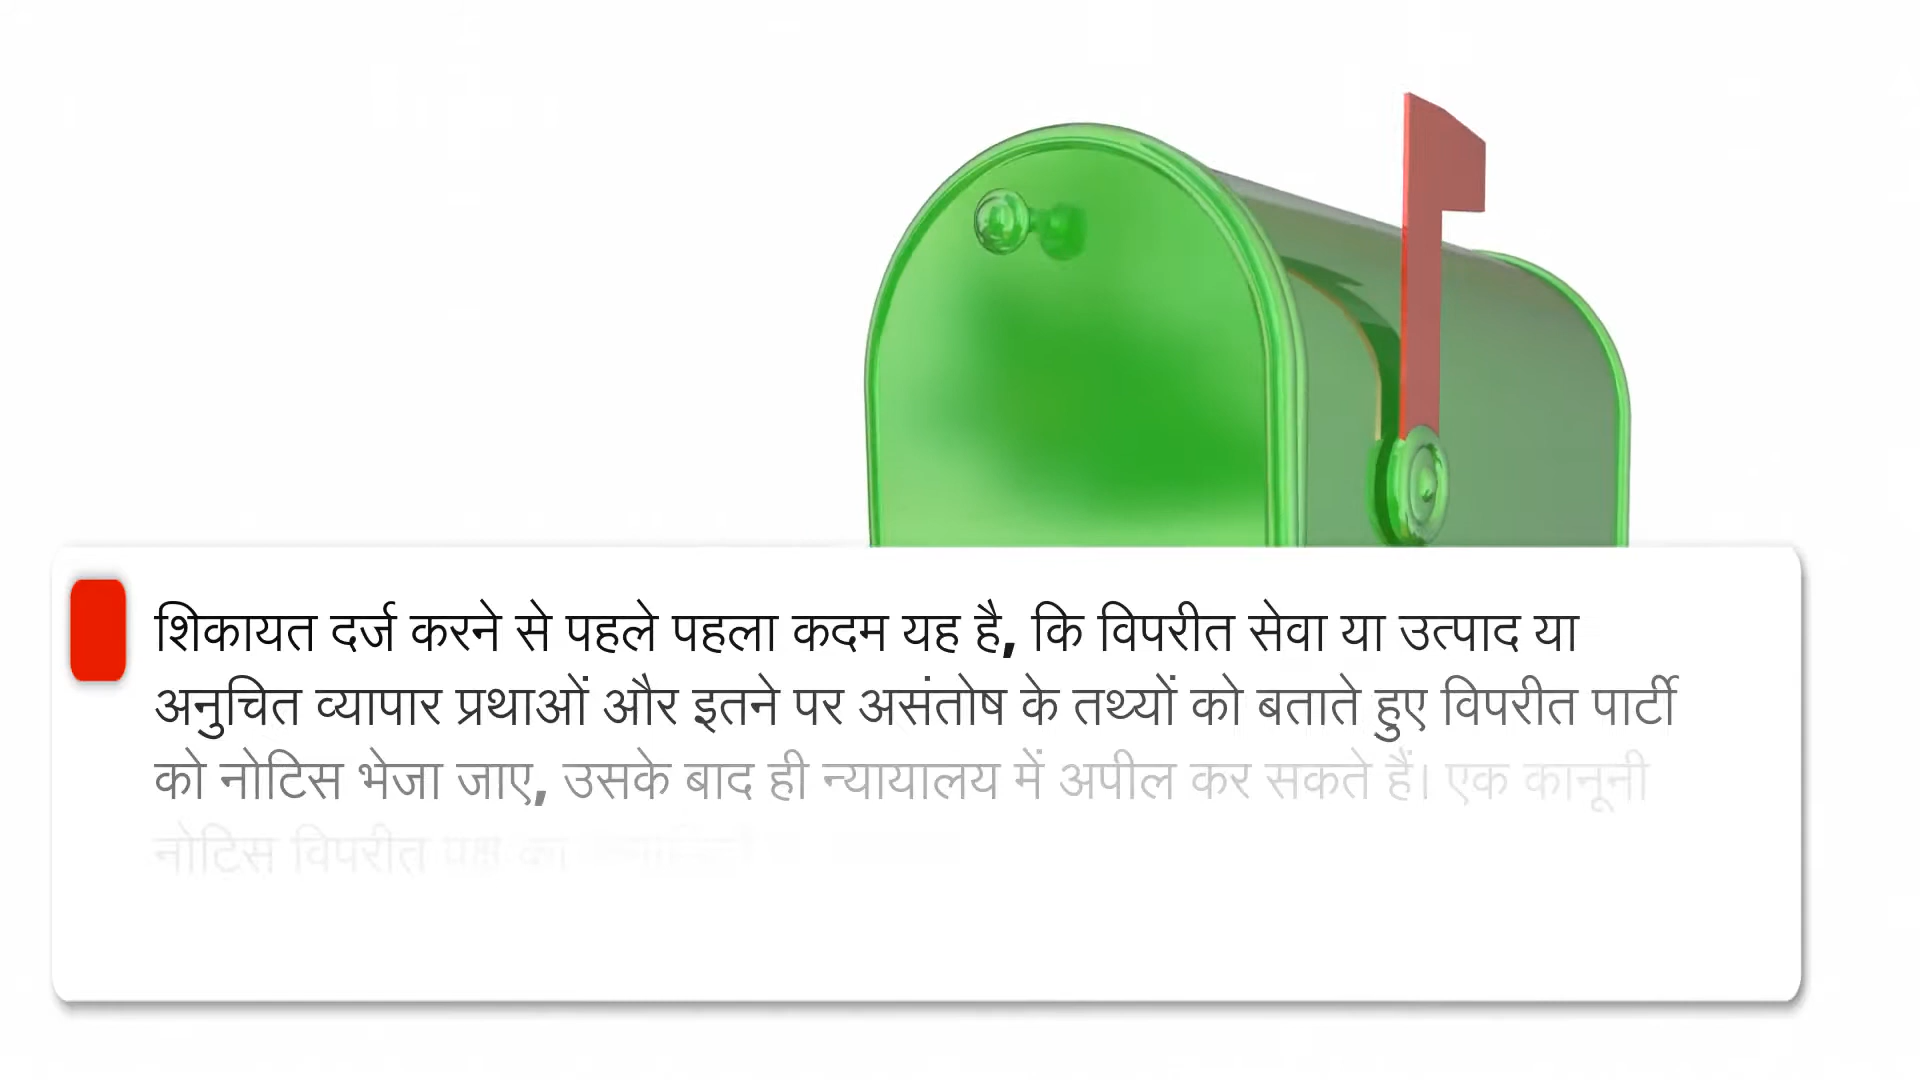 शिकायत दर्ज करने से पहले पहला कदम यह है, कि विपरीत सेवा या उत्पाद या
अनुचित व्यापार प्रथाओं और इतने पर असंतोष के तथ्यों को बताते हुए विपरीत पार्टी
को नोटिस भेजा जाए, उसके बाद ही न्यायालय में अपील कर सकते हैं। एक कानूनी
नोटिस विपरीत पक्ष का